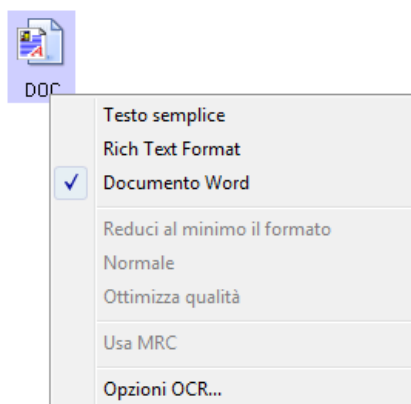 DOC
Testo semplice
Rich Text Format
Documento Word
Reduci al minimo il formato
Normale
Ottimizza qualità
Usa MRC
Opzioni OCR...